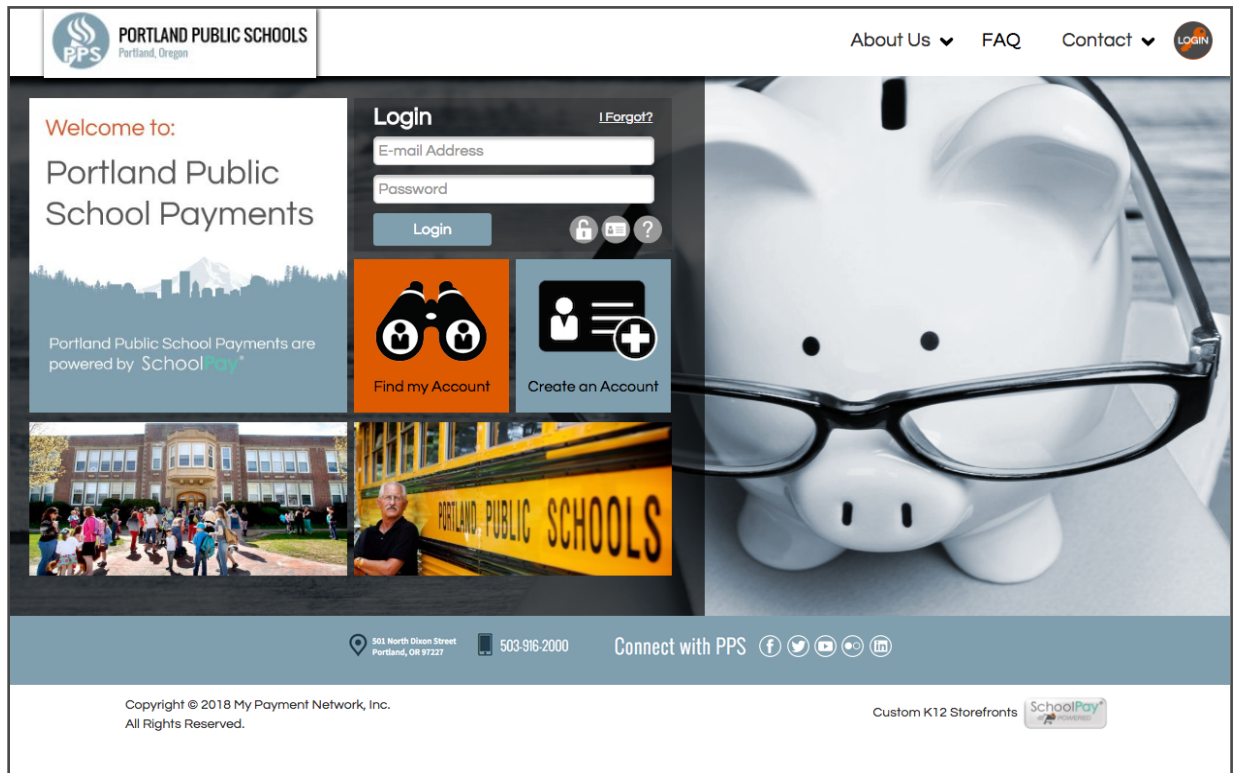 PPS
PORTLAND PUBLIC SCHOOLS
Portland, Oregon
About Us
FAQ
Contact
LOGIN
Welcome to:
Portland Public
School Payments
Portland Public School Payments are
powered by SchoolPay®
Login
I Forgot?
E-mail Address
Password
Login
?
Find my Account
Create an Account
PORTLAND PUBLIC SCHOOLS
501 North Dixon Street
Portland, OR 97227
503-916-2000
Connect with PPS
Copyright © 2018 My Payment Network, Inc.
All Rights Reserved.
Custom K12 Storefronts
SchoolPay®
POWERED